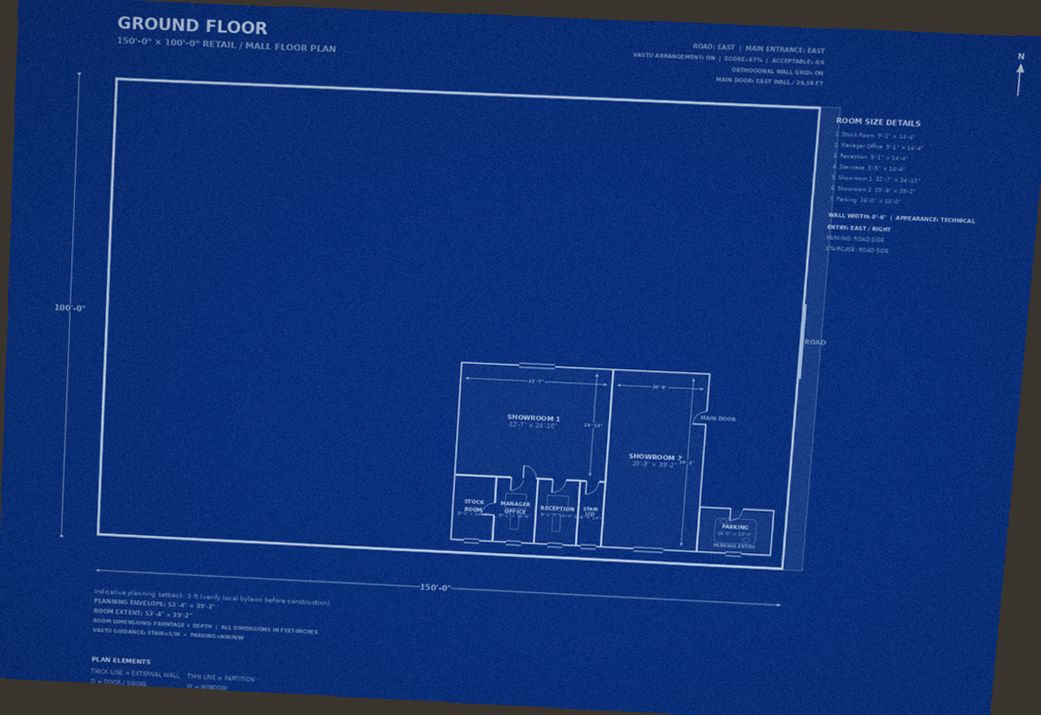 GROUND FLOOR
150'-0" x 100'-0" RETAIL / MALL FLOOR PLAN
ROAD: EAST | MAIN ENTRANCE: EAST
VASTU ARRANGEMENT: ON | SCORE: 67% | ACCEPTABLE: 4/6
ORTHOGONAL WALL GRID: ON
MAIN DOOR: EAST WALL / 29.36 FT
N
ROOM SIZE DETAILS
1. Stock Room 9'-1" x 14'-4"
2. Manager Office 9'-1" x 14'-4"
3. Reception 9'-1" x 14'-4"
4. Staircase 5'-5" x 14'-4"
5. Showroom 1 32'-7" x 24'-10"
6. Showroom 2 20'-8" x 39'-2"
7. Parking 16'-0" x 10'-0"
WALL WIDTH: 0'-6" | APPEARANCE: TECHNICAL
ENTRY: EAST / RIGHT
PARKING: ROAD SIDE
STAIRCASE: ROAD SIDE
100'-0"
ROAD
32'-7"
20'-8"
SHOWROOM 1
32'-7" x 24'-10"
24'-10"
MAIN DOOR
SHOWROOM 2
20'-8" x 39'-2"
STOCK
ROOM
MANAGER
OFFICE
RECEPTION
STAIR
PARKING
16'-0" x 10'-0"
PARKING ENTRY
150'-0"
Indicative planning setback: 3 ft (verify local bylaws before construction)
PLANNING ENVELOPE: 53'-4" x 39'-2"
ROOM EXTENT: 53'-4" x 39'-2"
ROOM DIMENSIONS: FRONTAGE x DEPTH | ALL DIMENSIONS IN FEET-INCHES
VASTU GUIDANCE: STAIR=S/W • PARKING=NW/N/W
PLAN ELEMENTS
THICK LINE = EXTERNAL WALL THIN LINE = PARTITION
D = DOOR / SWING W = WINDOW